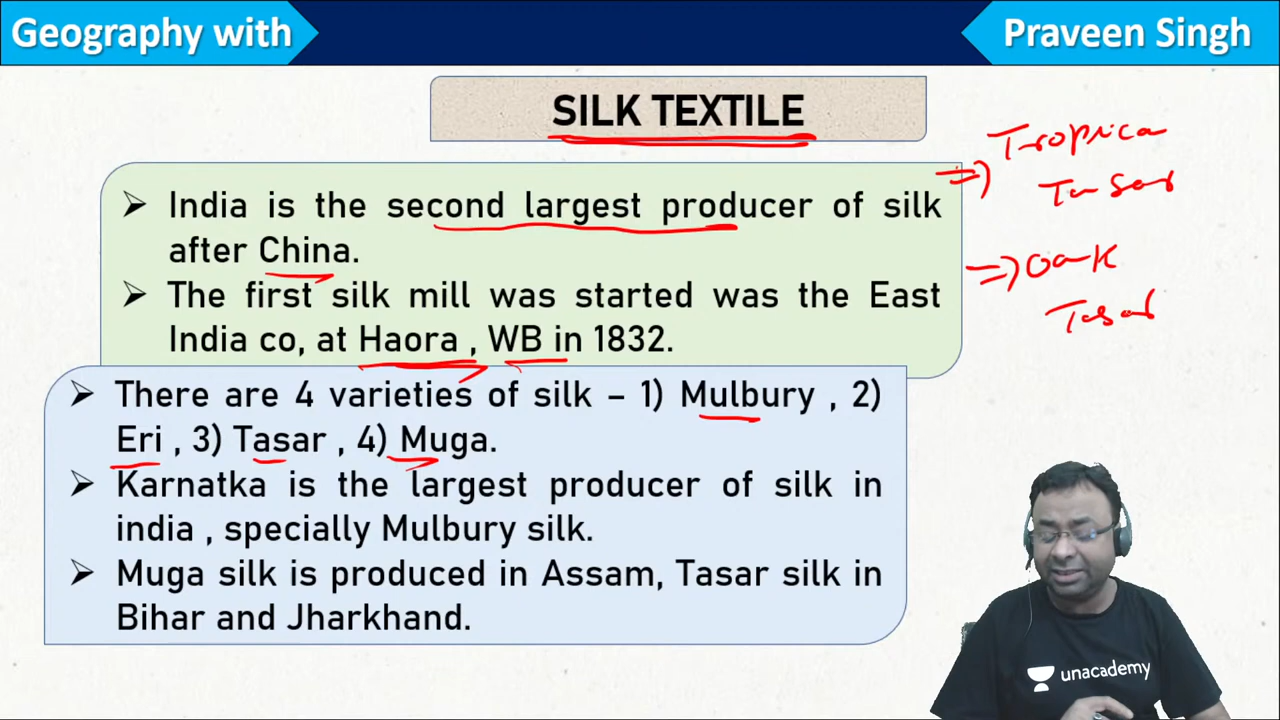 Geography with
Praveen Singh
SILK TEXTILE
➢ India is the second largest producer of silk
after China.
➢ The first silk mill was started was the East
India co, at Haora , WB in 1832.
➢ There are 4 varieties of silk – 1) Mulbury , 2)
Eri , 3) Tasar , 4) Muga.
➢ Karnatka is the largest producer of silk in
india , specially Mulbury silk.
➢ Muga silk is produced in Assam, Tasar silk in
Bihar and Jharkhand.
⇒) Tropica
Tasar
⇒) Oak
Tasar
unacademy